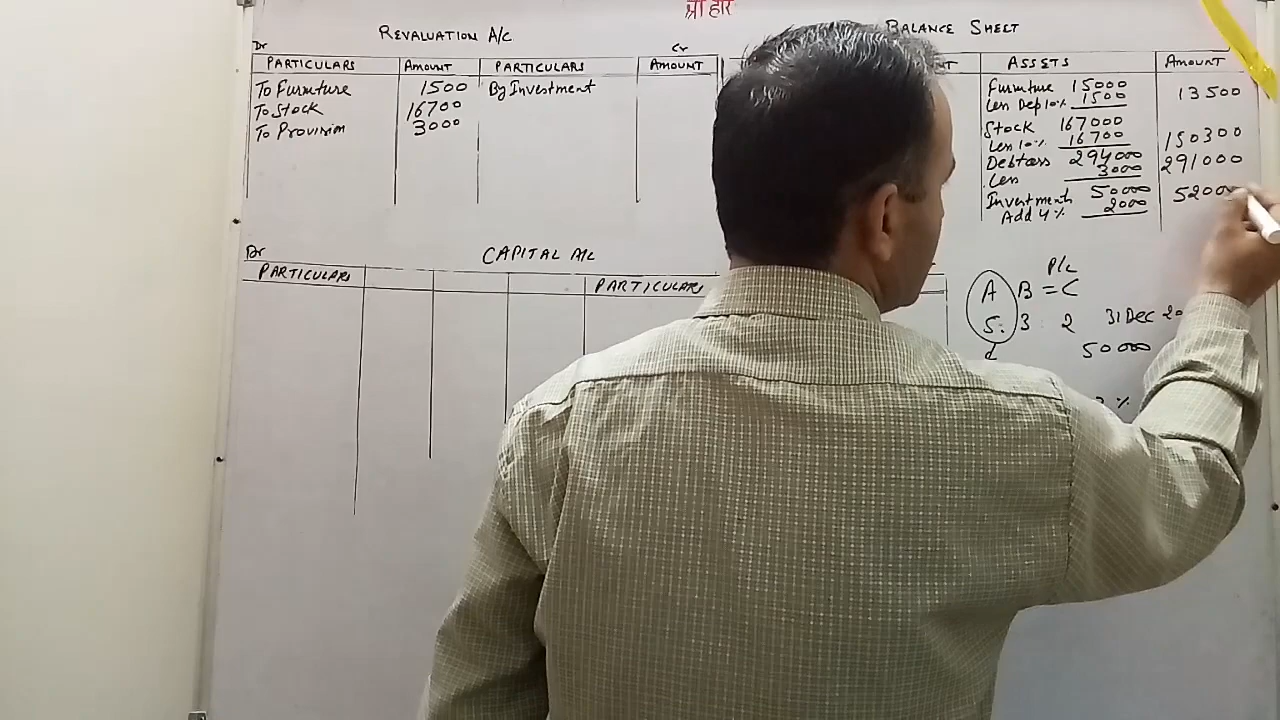 श्री हरि
REVALUATION A/C
Dr
Cr
PARTICULARS AMOUNT PARTICULARS AMOUNT
To Furniture 1500 By Investment
To Stock 16700
To Provision 3000
BALANCE SHEET
ASSETS AMOUNT
Furniture 15000
Less Dep 10% 1500 13500
Stock 167000
Less 10% 16700 150300
Debtors 294000 291000
Less 3000
Investments 50000 52000
Add 4% 2000
Dr
CAPITAL A/C
PARTICULARS PARTICULARS
P/L
A B = C
5: 3: 2 31 Dec 20
d 50000
%